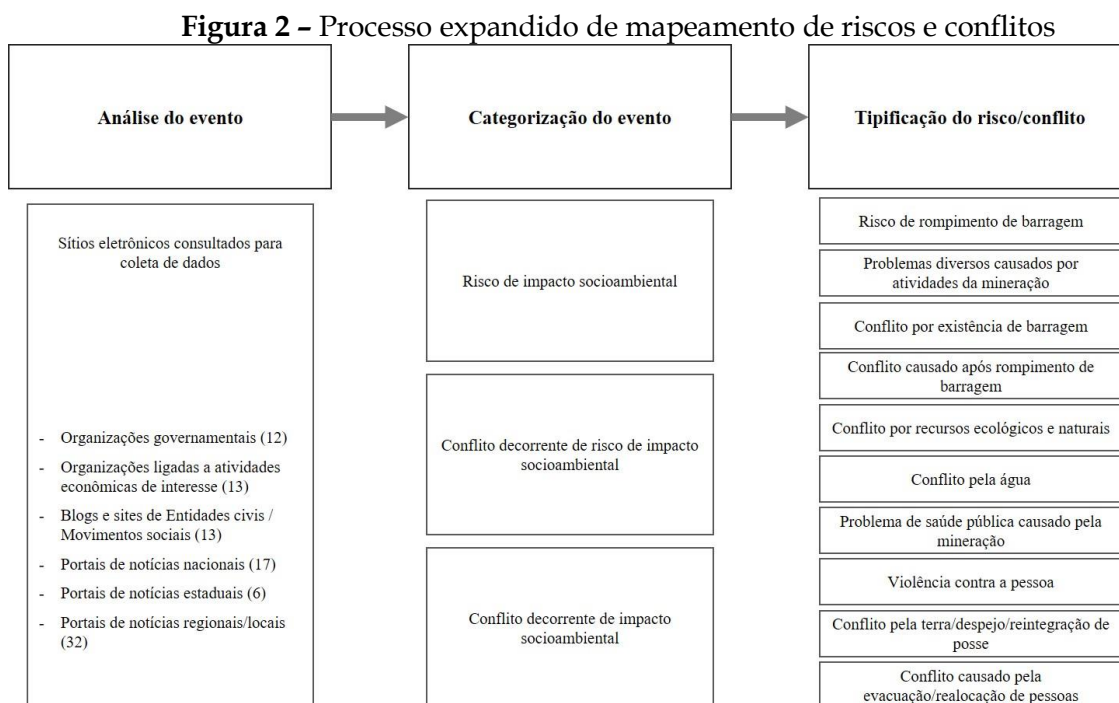 Figura 2 – Processo expandido de mapeamento de riscos e conflitos
Análise do evento
Categorização do evento
Tipificação do risco/conflito
Sítios eletrônicos consultados para
coleta de dados
- Organizações governamentais (12)
- Organizações ligadas a atividades
econômicas de interesse (13)
- Blogs e sites de Entidades civis /
Movimentos sociais (13)
- Portais de notícias nacionais (17)
- Portais de notícias estaduais (6)
- Portais de notícias regionais/locais
(32)
Risco de impacto socioambiental
Conflito decorrente de risco de impacto
socioambiental
Conflito decorrente de impacto
socioambiental
Risco de rompimento de barragem
Problemas diversos causados por
atividades da mineração
Conflito por existência de barragem
Conflito causado após rompimento de
barragem
Conflito por recursos ecológicos e naturais
Conflito pela água
Problema de saúde pública causado pela
mineração
Violência contra a pessoa
Conflito pela terra/despejo/reintegração de
posse
Conflito causado pela
evacuação/realocação de pessoas